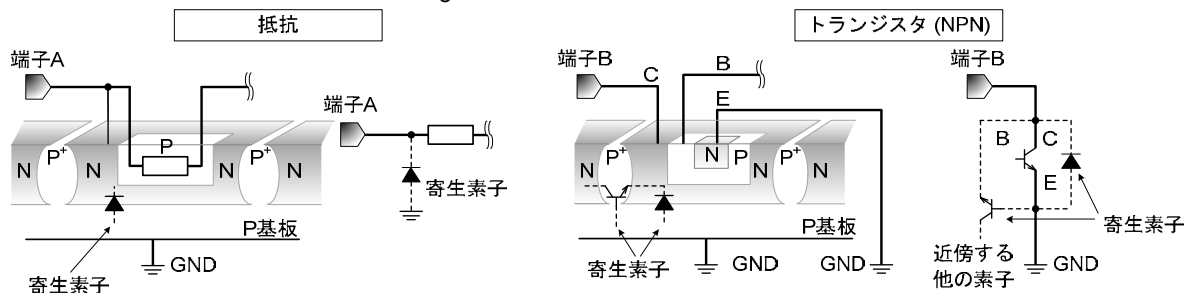 g
抵抗
トランジスタ (NPN)
端子A
端子A
N
P+
N
P
N
P+
N
寄生素子
P基板
寄生素子
GND
端子B
C
B
E
N
P+
N
N
P
P+
N
N
P基板
寄生素子
GND
GND
端子B
B
C
E
寄生素子
近傍する
他の素子
GND